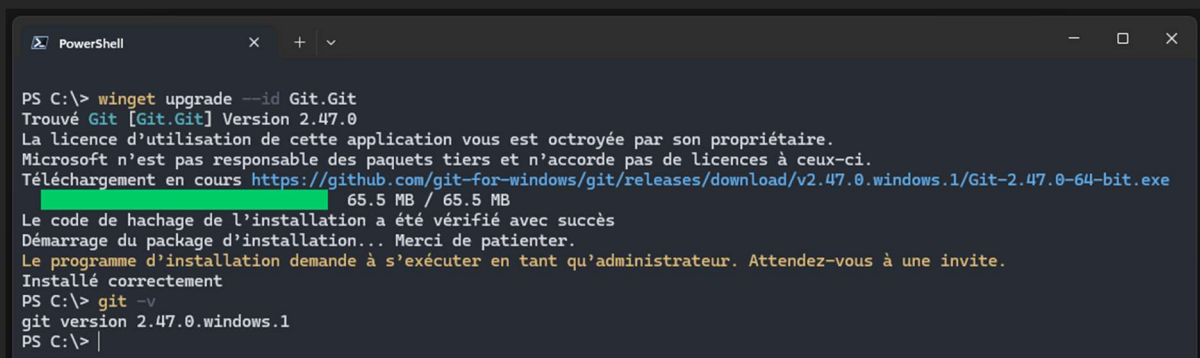 PowerShell
PS C:\> winget upgrade --id Git.Git
Trouvé Git [Git.Git] Version 2.47.0
La licence d’utilisation de cette application vous est octroyée par son propriétaire.
Microsoft n’est pas responsable des paquets tiers et n’accorde pas de licences à ceux-ci.
Téléchargement en cours https://github.com/git-for-windows/git/releases/download/v2.47.0.windows.1/Git-2.47.0-64-bit.exe
65.5 MB / 65.5 MB
Le code de hachage de l’installation a été vérifié avec succès
Démarrage du package d’installation... Merci de patienter.
Le programme d’installation demande à s’exécuter en tant qu’administrateur. Attendez-vous à une invite.
Installé correctement
PS C:\> git -v
git version 2.47.0.windows.1
PS C:\>